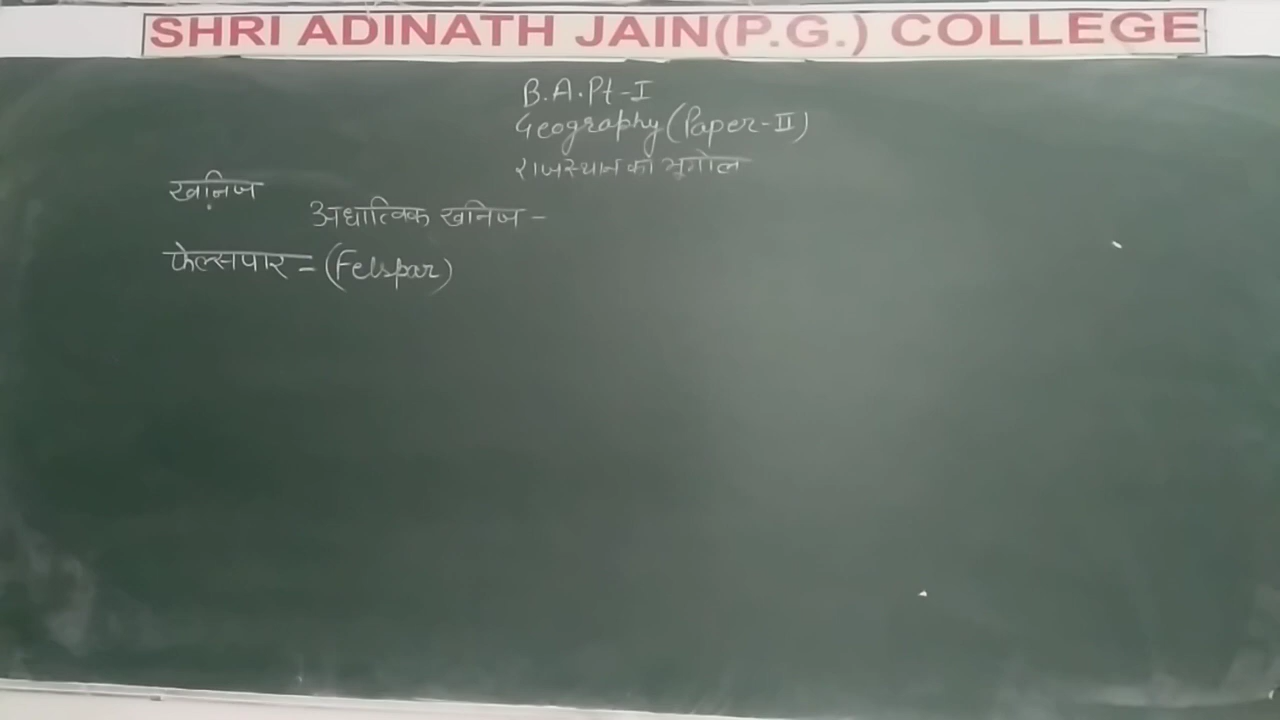 SHRI ADINATH JAIN(P.G.) COLLEGE
B.A.Pt-I
Geography(Paper-II)
राजस्थान का भूगोल
खनिज
अधात्विक खनिज -
फेल्सपार - (Felspar)